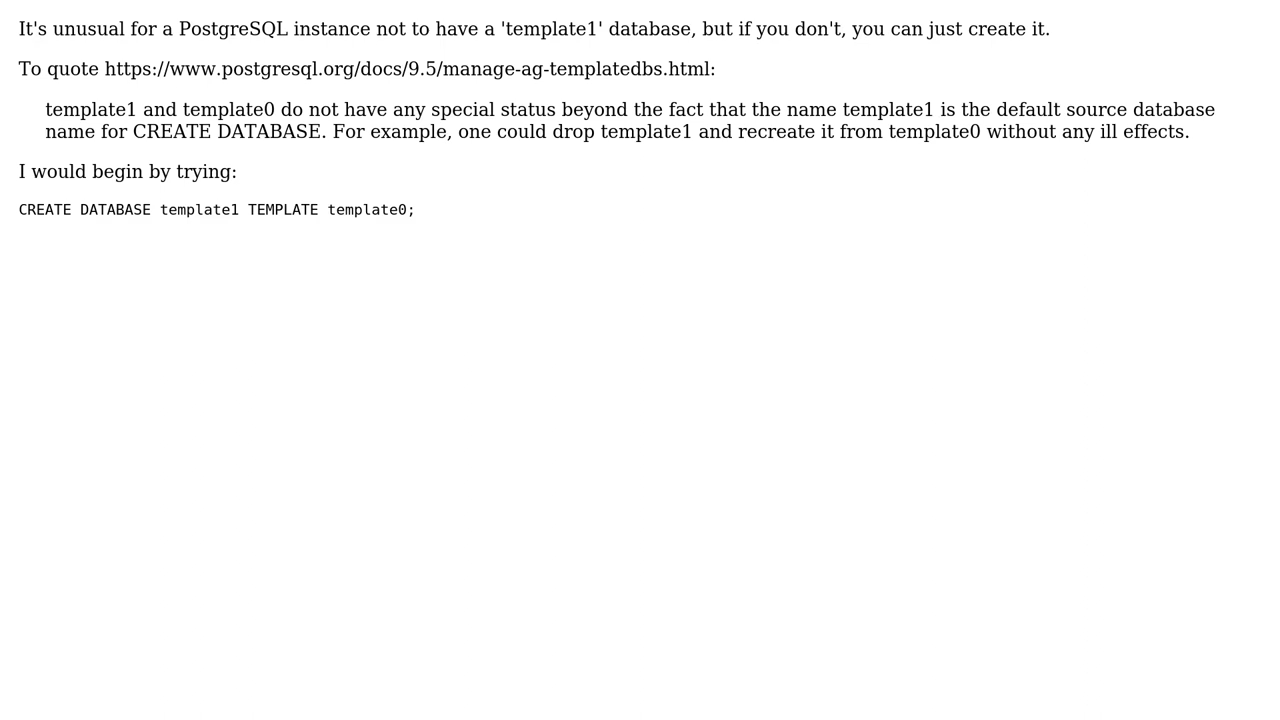 It's unusual for a PostgreSQL instance not to have a 'template1' database, but if you don't, you can just create it.
To quote https://www.postgresql.org/docs/9.5/manage-ag-templatedbs.html:
template1 and template0 do not have any special status beyond the fact that the name template1 is the default source database
name for CREATE DATABASE. For example, one could drop template1 and recreate it from template0 without any ill effects.
I would begin by trying:
CREATE DATABASE template1 TEMPLATE template0;